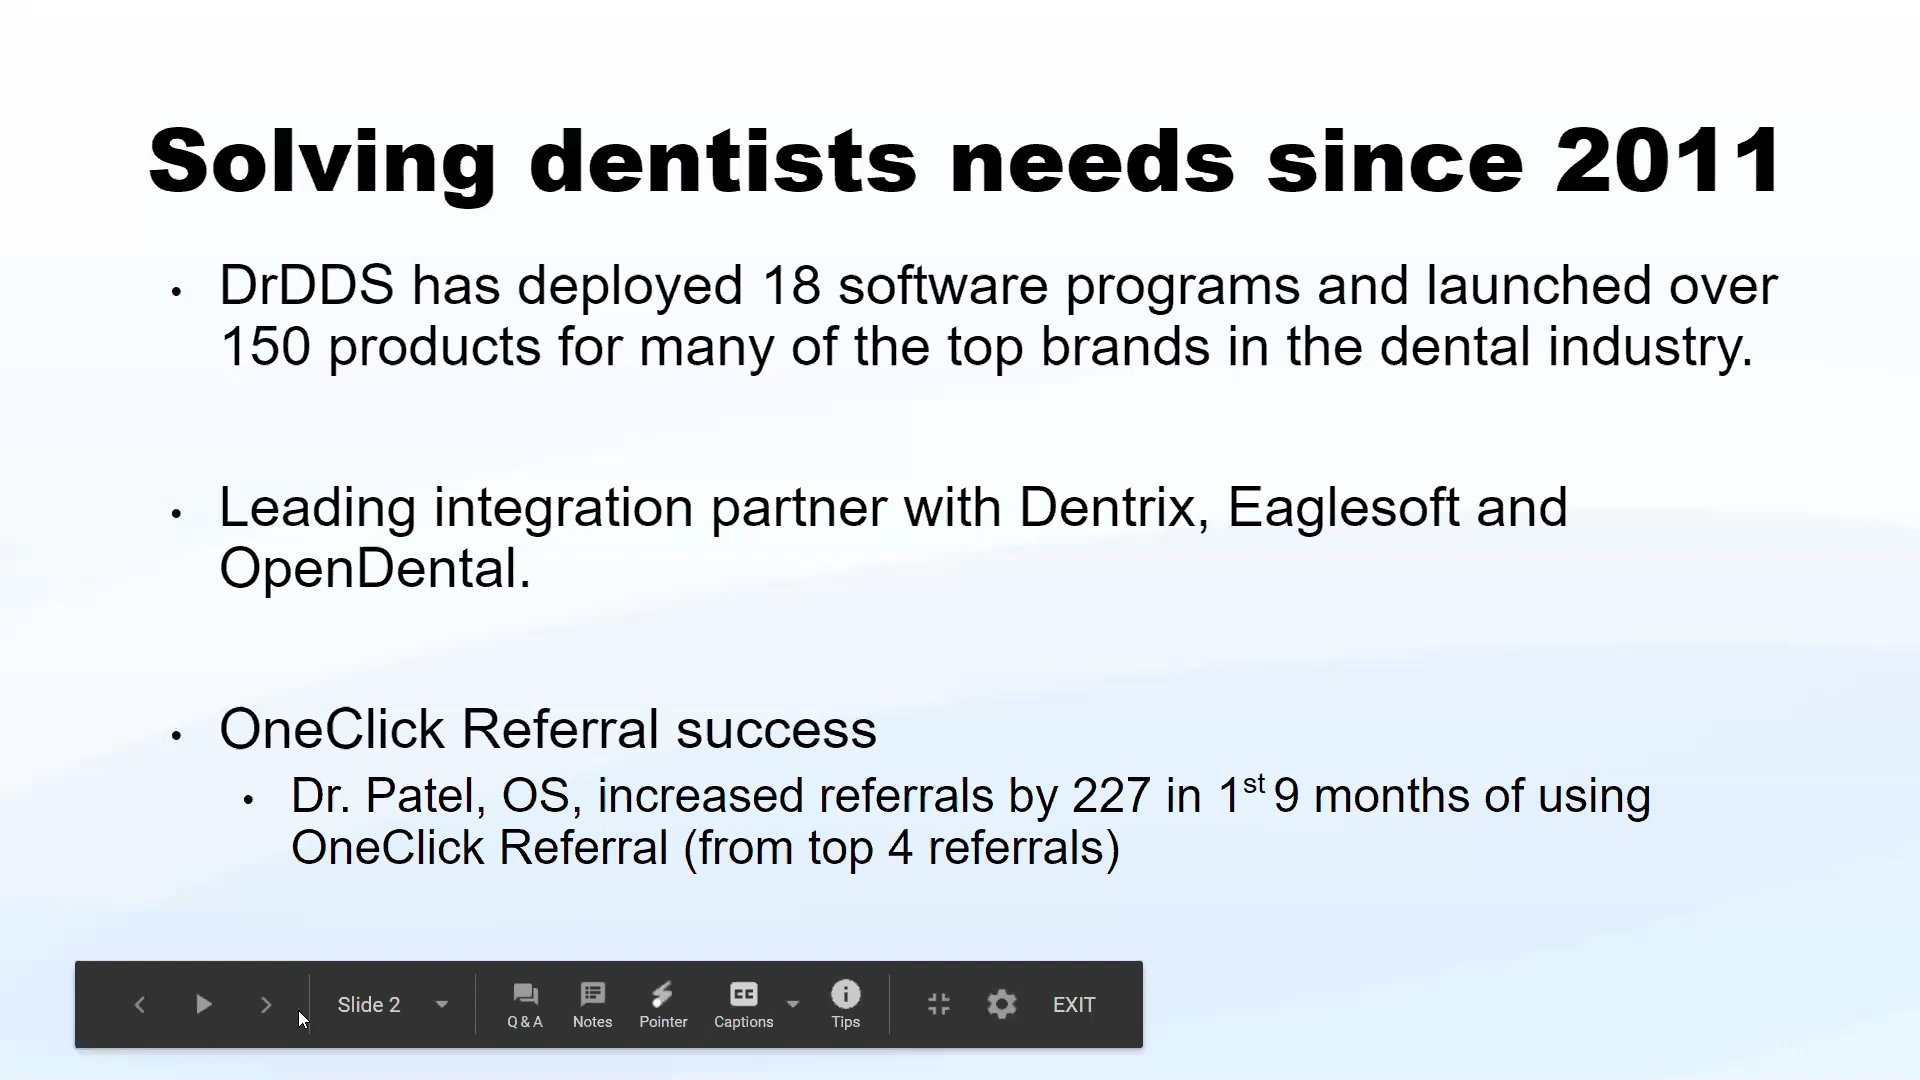 Solving dentists needs since 2011
• DrDDS has deployed 18 software programs and launched over
150 products for many of the top brands in the dental industry.
• Leading integration partner with Dentrix, Eaglesoft and
OpenDental.
• OneClick Referral success
• Dr. Patel, OS, increased referrals by 227 in 1st 9 months of using
OneClick Referral (from top 4 referrals)
Slide 2
Q & A
Notes
Pointer
CC
Captions
Tips
EXIT